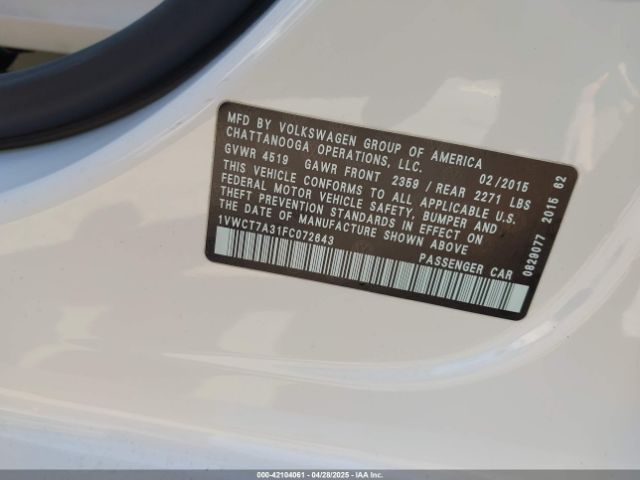 MFD BY VOLKSWAGEN GROUP OF AMERICA
CHATTANOOGA OPERATIONS, LLC. 02/2015
GVWR 4519 GAWR FRONT 2359 / REAR 2271 LBS
THIS VEHICLE CONFORMS TO ALL APPLICABLE U.S.
FEDERAL MOTOR VEHICLE SAFETY, BUMPER AND
THEFT PREVENTION STANDARDS IN EFFECT ON
THE DATE OF MANUFACTURE SHOWN ABOVE
1VWCT7A31FC072643 PASSENGER CAR
0829077 2015 62
000-42104061 - 04/28/2025 - IAA Inc.